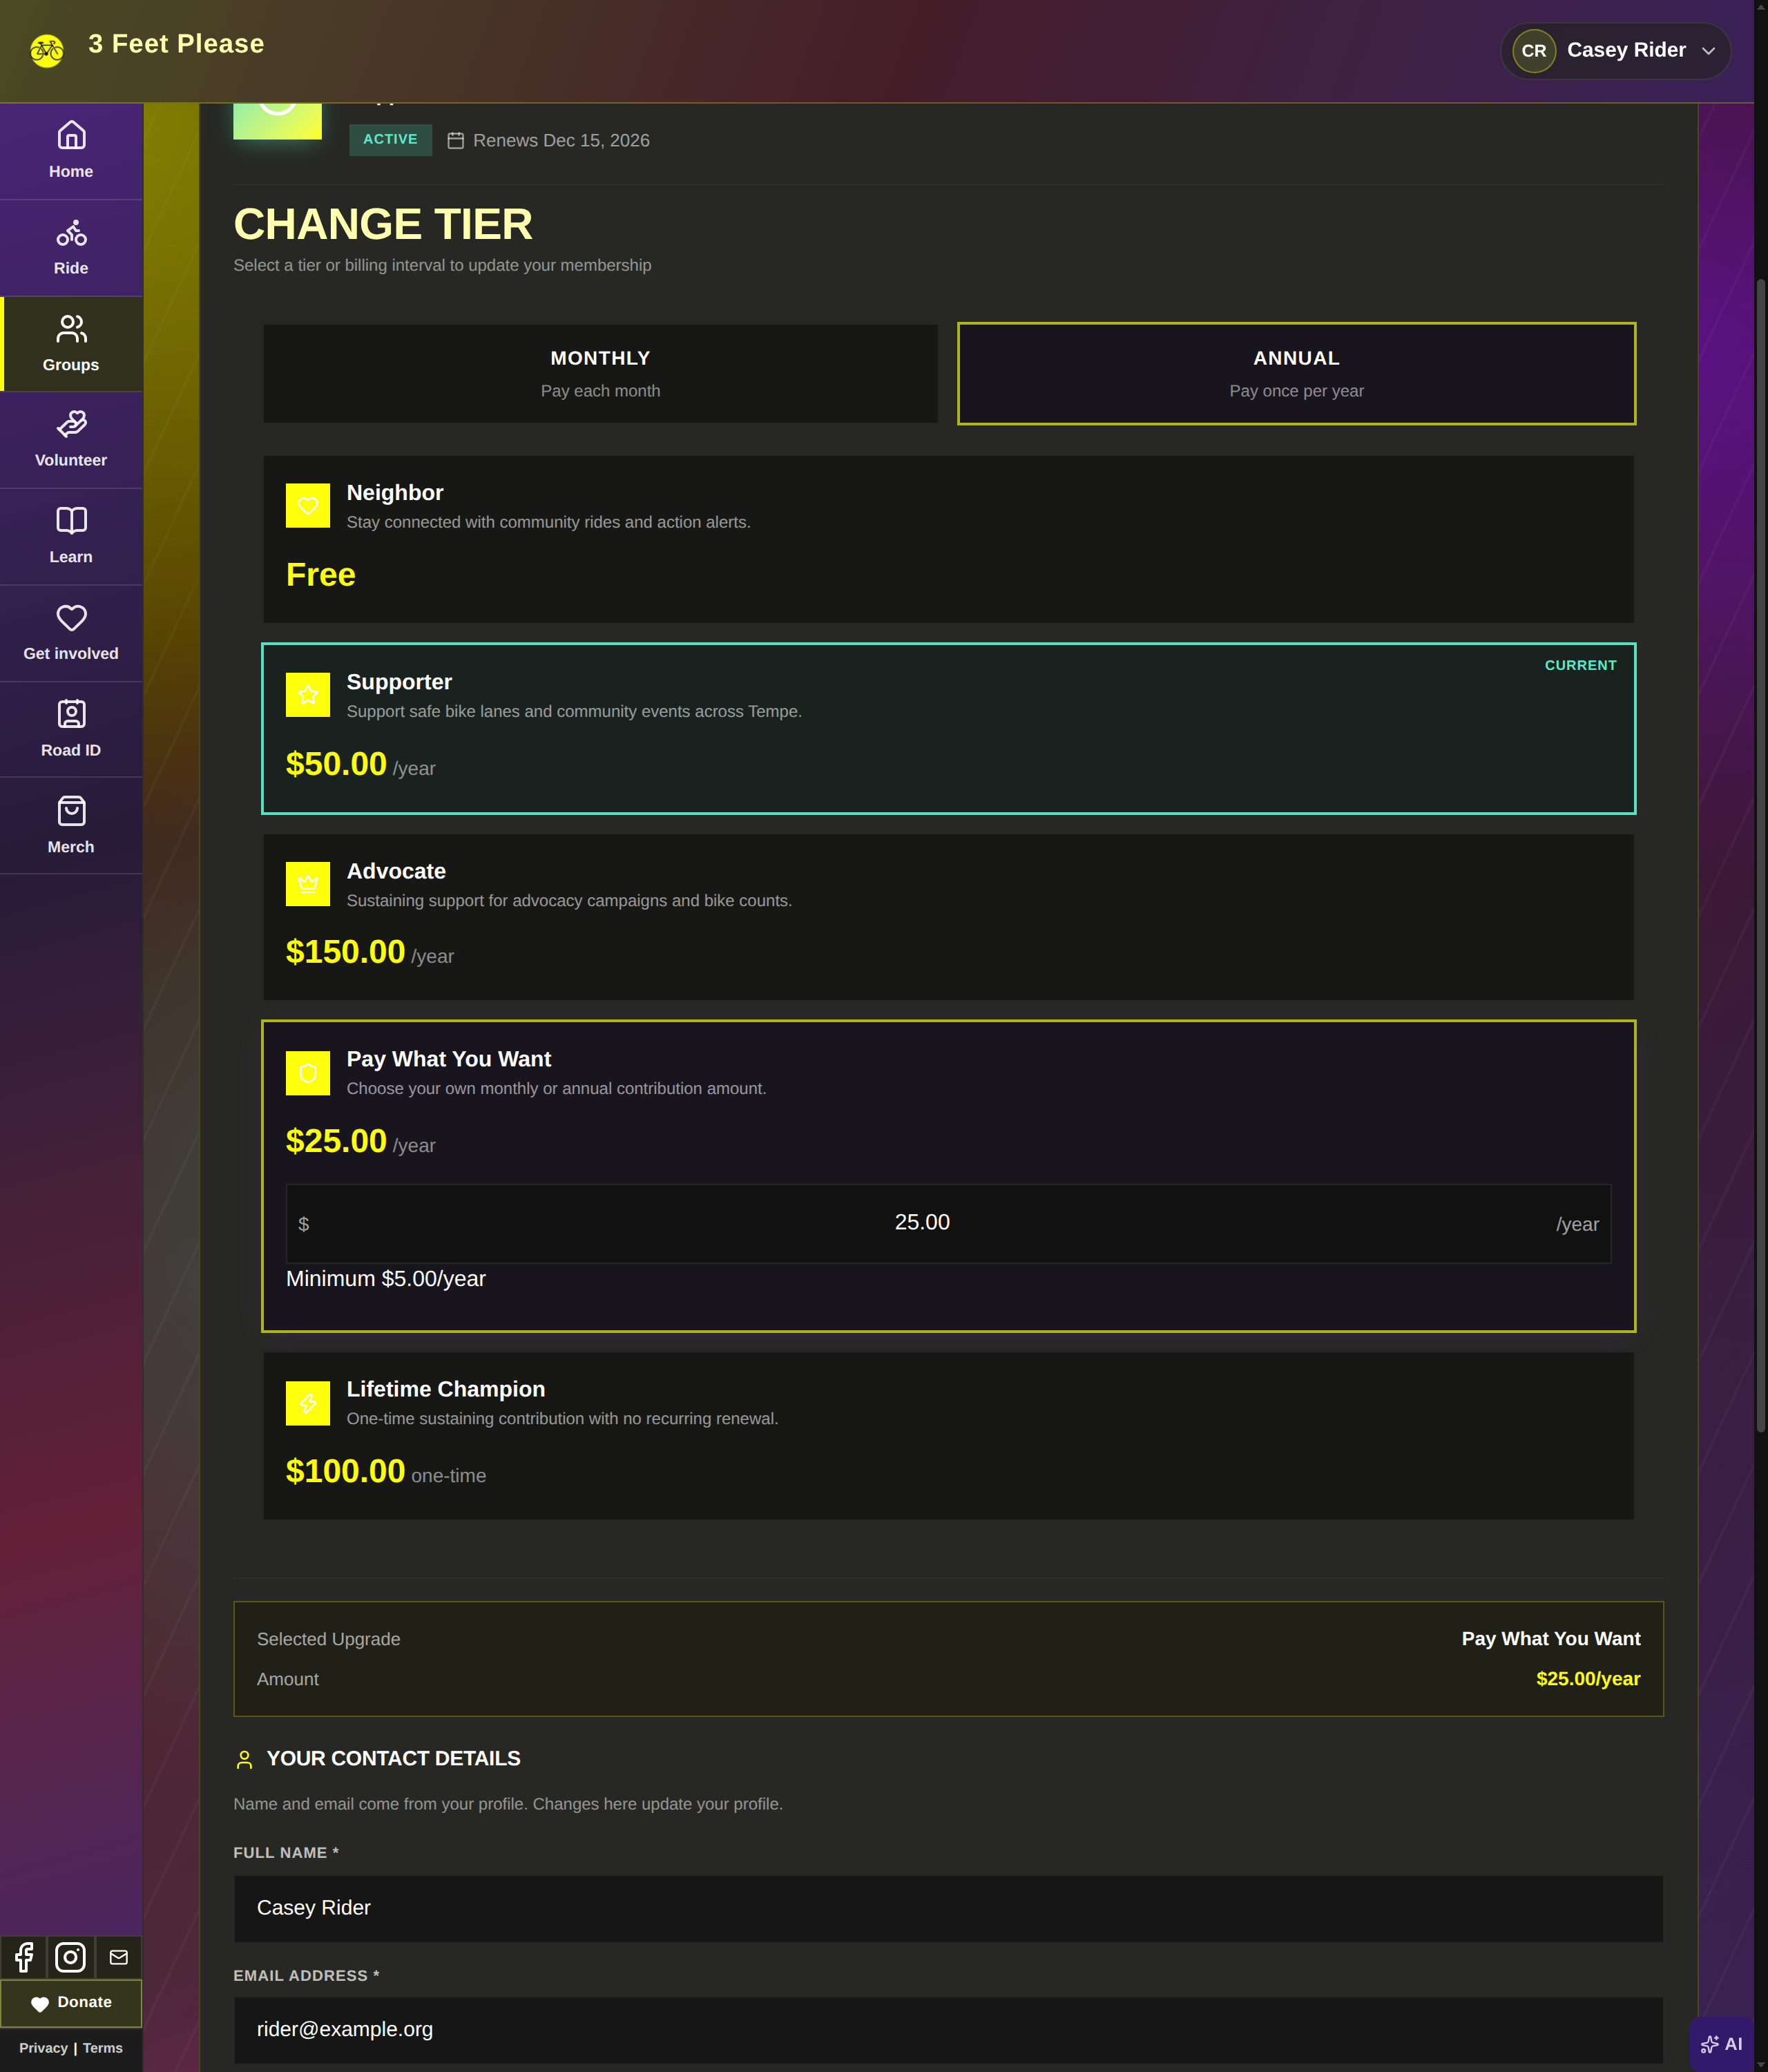 3 Feet Please
CR Casey Rider
Home
Ride
Groups
Volunteer
Learn
Get involved
Road ID
Merch
Donate
Privacy | Terms
ACTIVE Renews Dec 15, 2026
CHANGE TIER
Select a tier or billing interval to update your membership
MONTHLY
Pay each month
ANNUAL
Pay once per year
Neighbor
Stay connected with community rides and action alerts.
Free
CURRENT
Supporter
Support safe bike lanes and community events across Tempe.
$50.00 /year
Advocate
Sustaining support for advocacy campaigns and bike counts.
$150.00 /year
Pay What You Want
Choose your own monthly or annual contribution amount.
$25.00 /year
$ 25.00 /year
Minimum $5.00/year
Lifetime Champion
One-time sustaining contribution with no recurring renewal.
$100.00 one-time
Selected Upgrade Pay What You Want
Amount $25.00/year
YOUR CONTACT DETAILS
Name and email come from your profile. Changes here update your profile.
FULL NAME *
Casey Rider
EMAIL ADDRESS *
rider@example.org
AI